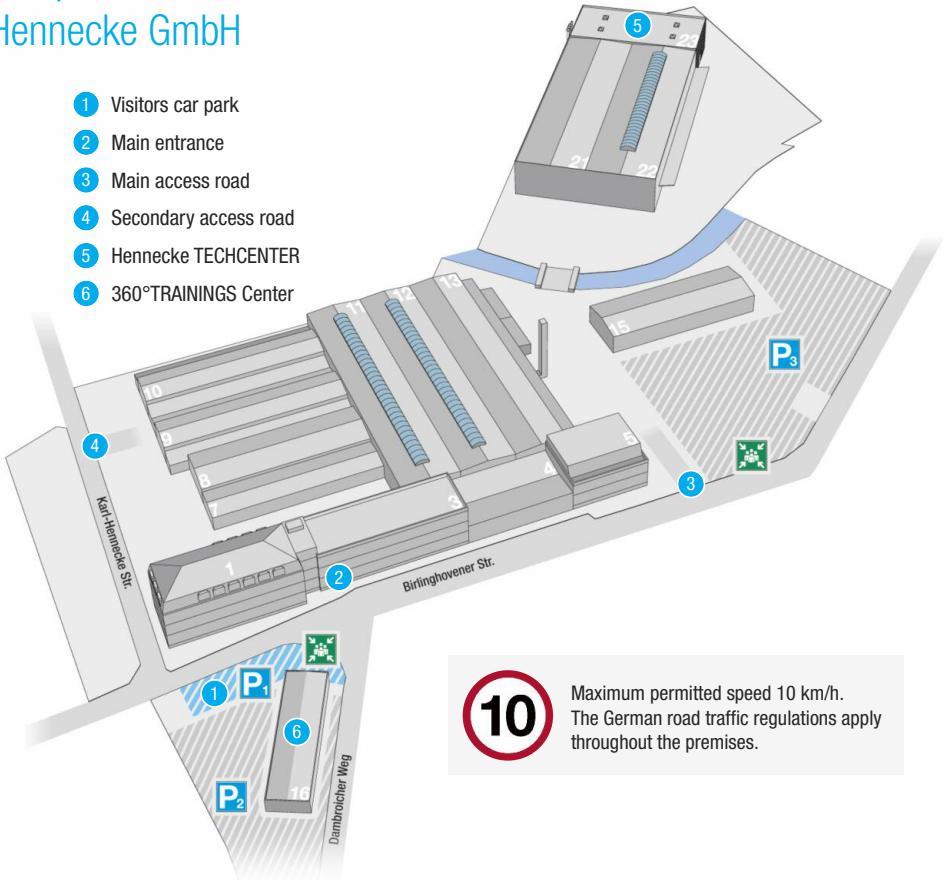 Hennecke GmbH
1 Visitors car park
2 Main entrance
3 Main access road
4 Secondary access road
5 Hennecke TECHCENTER
6 360°TRAININGS Center
5
23
21
22
11
12
13
15
P3
10
9
8
7
4
5
4
3
3
1
2
Karl-Hennecke Str.
Birlinghovener Str.
1
P1
6
P2
16
Dambroicher Weg
10
Maximum permitted speed 10 km/h.
The German road traffic regulations apply
throughout the premises.